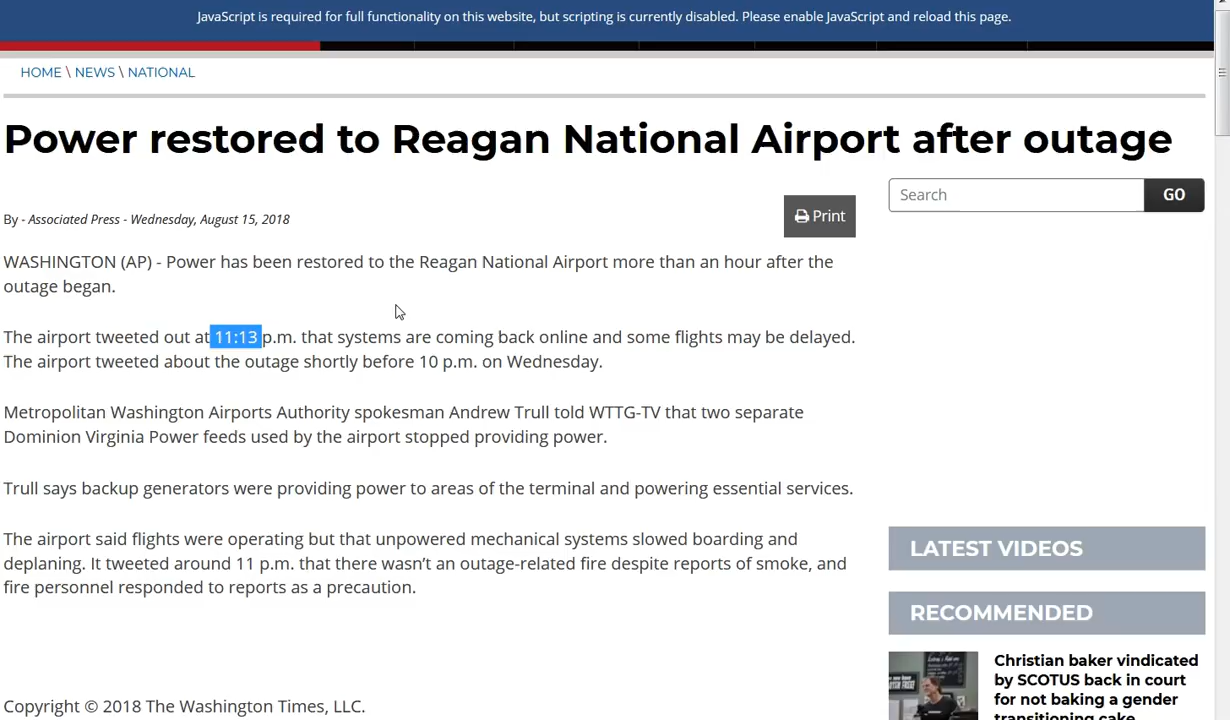 JavaScript is required for full functionality on this website, but scripting is currently disabled. Please enable JavaScript and reload this page.
HOME \ NEWS \ NATIONAL
Power restored to Reagan National Airport after outage
Search
GO
By - Associated Press - Wednesday, August 15, 2018
Print
WASHINGTON (AP) - Power has been restored to the Reagan National Airport more than an hour after the
outage began.
The airport tweeted out at 11:13 p.m. that systems are coming back online and some flights may be delayed.
The airport tweeted about the outage shortly before 10 p.m. on Wednesday.
Metropolitan Washington Airports Authority spokesman Andrew Trull told WTTG-TV that two separate
Dominion Virginia Power feeds used by the airport stopped providing power.
Trull says backup generators were providing power to areas of the terminal and powering essential services.
The airport said flights were operating but that unpowered mechanical systems slowed boarding and
deplaning. It tweeted around 11 p.m. that there wasn't an outage-related fire despite reports of smoke, and
fire personnel responded to reports as a precaution.
LATEST VIDEOS
RECOMMENDED
Christian baker vindicated
by SCOTUS back in court
for not baking a gender
transitioning cake
Copyright © 2018 The Washington Times, LLC.